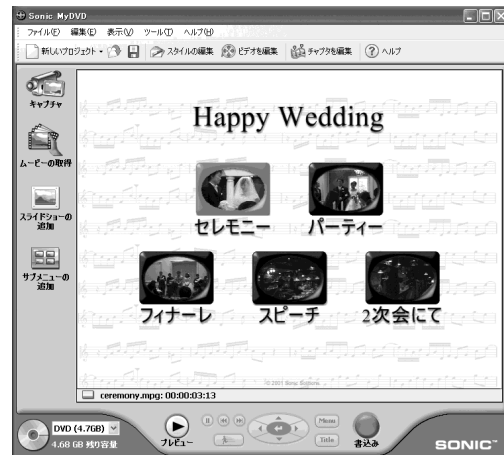 Sonic MyDVD
ファイル(F) 編集(E) 表示(V) ツール(T) ヘルプ(H)
新しいプロジェクト スタイルの編集 ビデオを編集 チャプタを編集 ヘルプ
キャプチャ
ムービーの取得
スライドショーの
追加
サブメニューの
追加
Happy Wedding
セレモニー パーティー
フィナーレ スピーチ 2次会にて
© 2001 Sonic Solutions
ceremony.mpg: 00:00:03:13
DVD (4.7GB)
4.68 GB 残り容量
プレビュー
Menu
Title
書込み
SONIC™